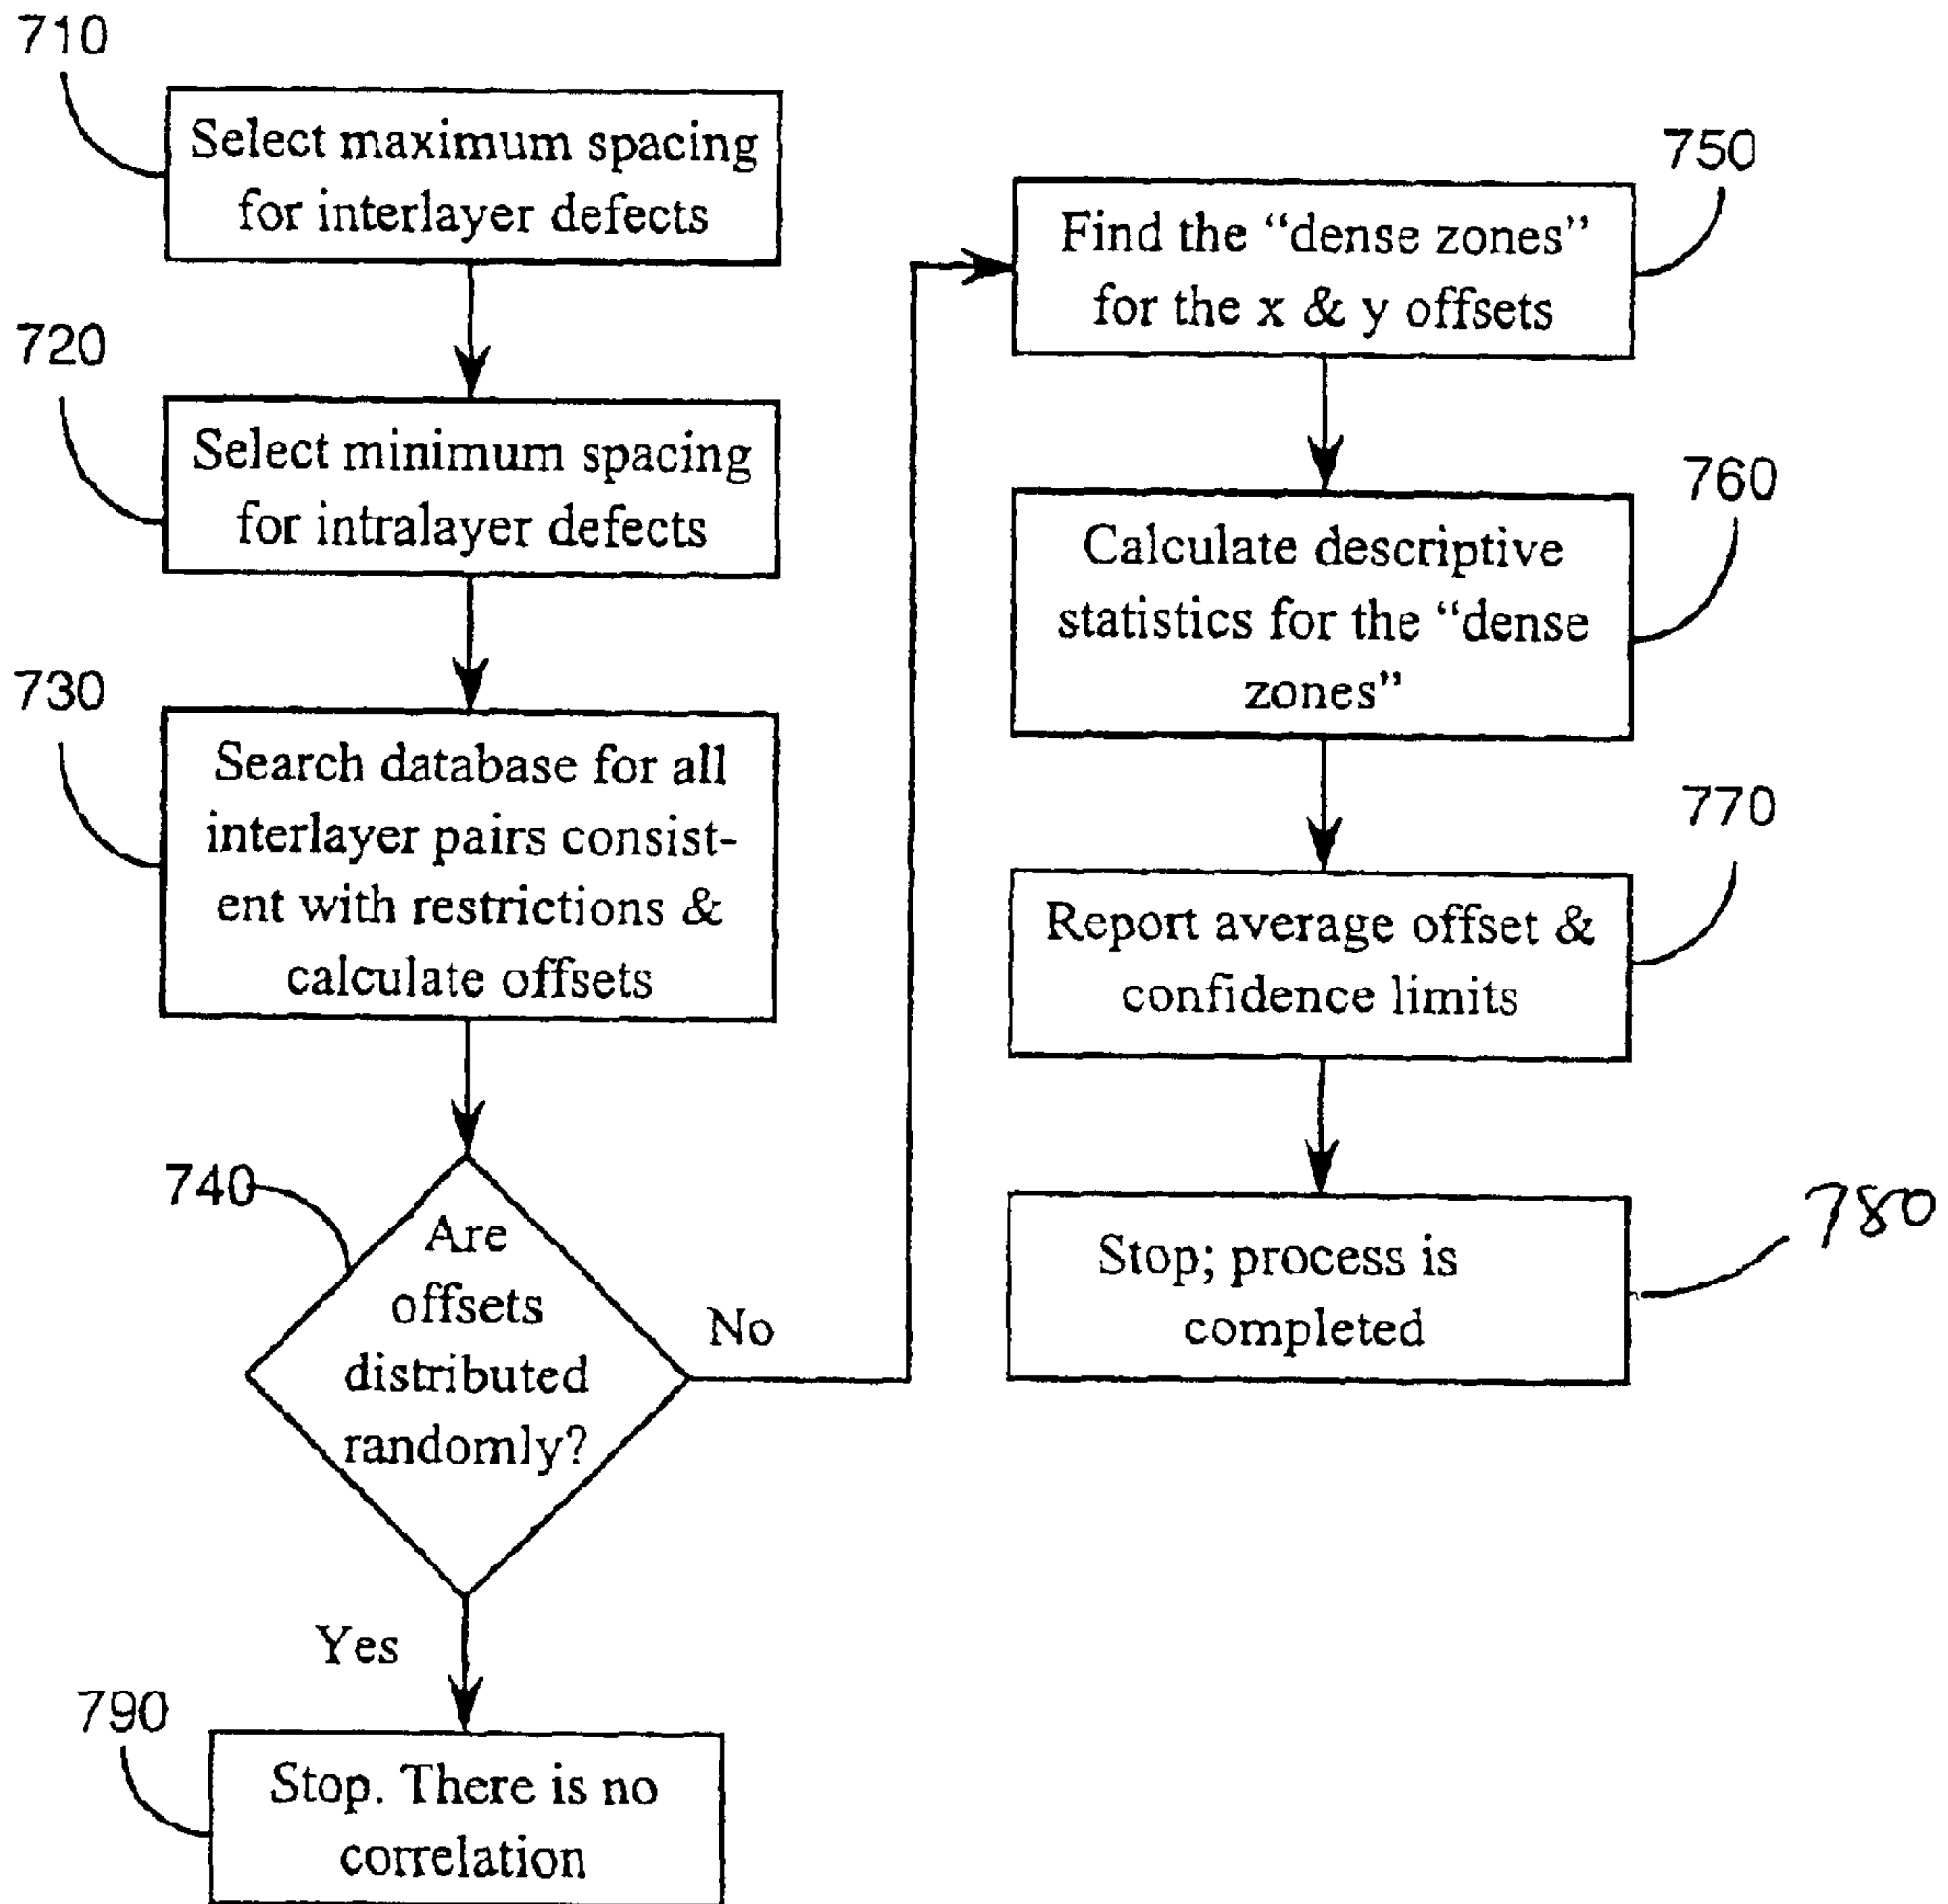 710
Select maximum spacing
for interlayer defects
720
Select minimum spacing
for intralayer defects
730
Search database for all
interlayer pairs consist-
ent with restrictions &
calculate offsets
740
Are
offsets
distributed
randomly?
No
Yes
790
Stop. There is no
correlation
750
Find the “dense zones”
for the x & y offsets
760
Calculate descriptive
statistics for the “dense
zones”
770
Report average offset &
confidence limits
780
Stop; process is
completed